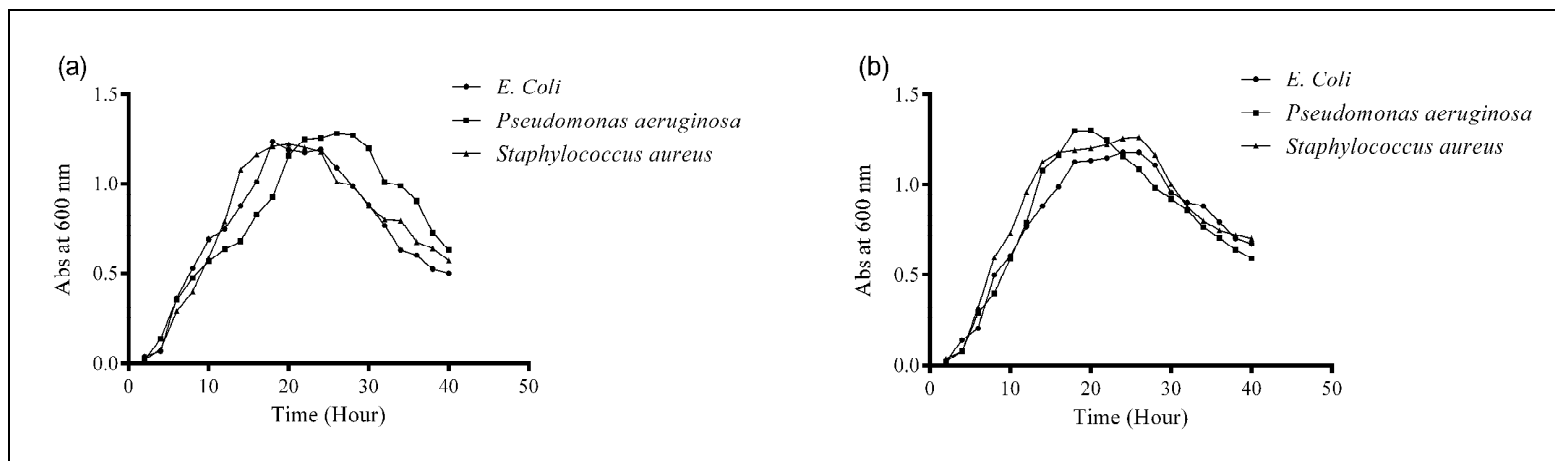 (a)
E. Coli
Pseudomonas aeruginosa
Staphylococcus aureus
1.5
1.0
0.5
0.0
Abs at 600 nm
0 10 20 30 40 50
Time (Hour)
(b)
E. Coli
Pseudomonas aeruginosa
Staphylococcus aureus
1.5
1.0
0.5
0.0
Abs at 600 nm
0 10 20 30 40 50
Time (Hour)